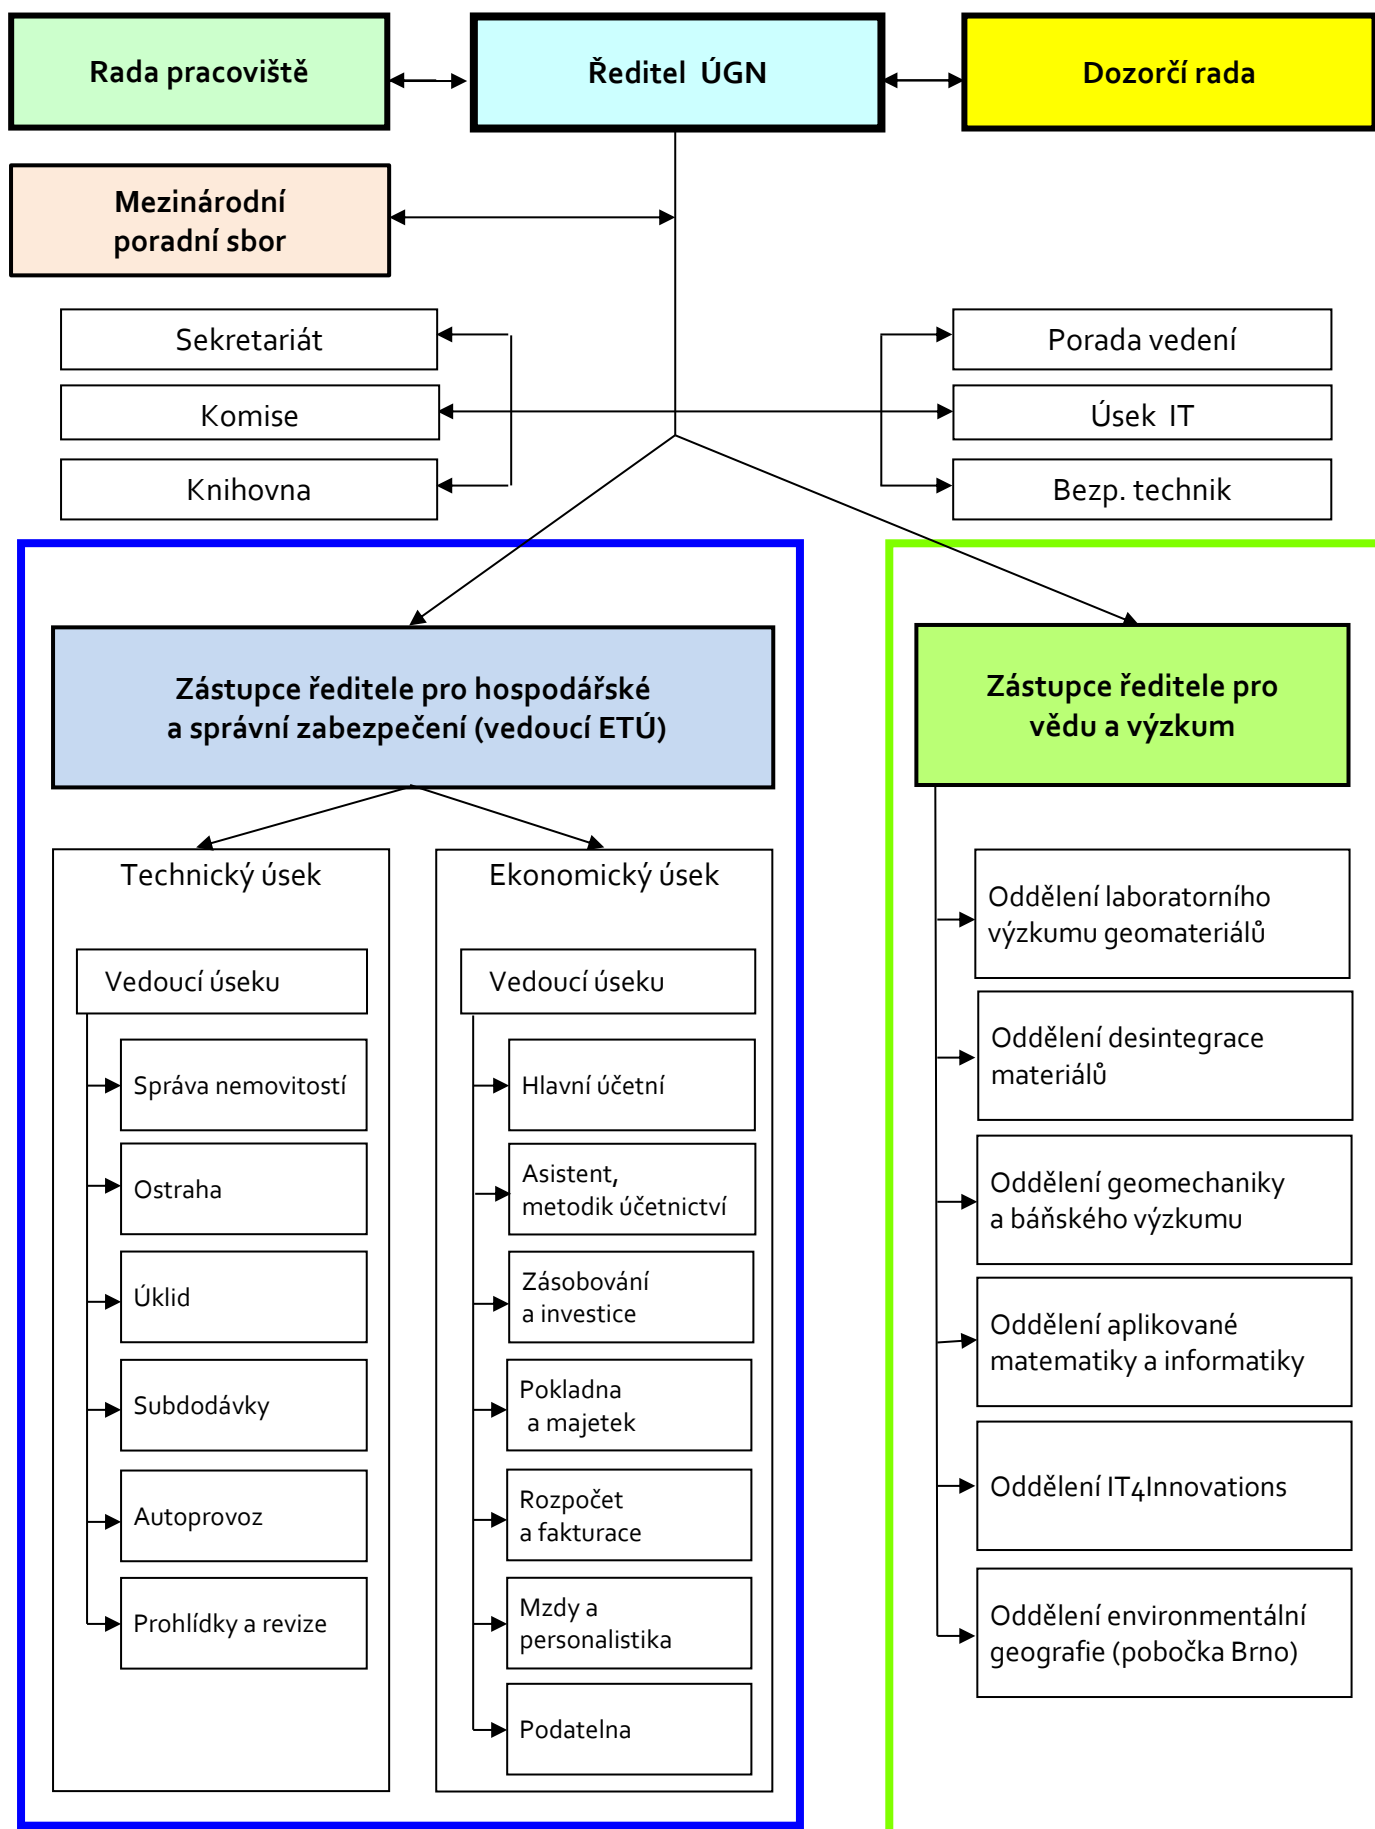 Rada pracoviště
Ředitel ÚGN
Dozorčí rada
Mezinárodní
poradní sbor
Sekretariát
Komise
Knihovna
Porada vedení
Úsek IT
Bezp. technik
Zástupce ředitele pro hospodářské
a správní zabezpečení (vedoucí ETÚ)
Technický úsek
Vedoucí úseku
Správa nemovitostí
Ostraha
Úklid
Subdodávky
Autoprovoz
Prohlídky a revize
Ekonomický úsek
Vedoucí úseku
Hlavní účetní
Asistent,
metodik účetnictví
Zásobování
a investice
Pokladna
a majetek
Rozpočet
a fakturace
Mzdy a
personalistika
Podatelna
Zástupce ředitele pro
vědu a výzkum
Oddělení laboratorního
výzkumu geomateriálů
Oddělení desintegrace
materiálů
Oddělení geomechaniky
a báňského výzkumu
Oddělení aplikované
matematiky a informatiky
Oddělení IT4Innovations
Oddělení environmentální
geografie (pobočka Brno)